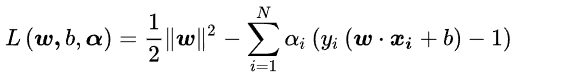 L(w, b, α) = 1/2 ‖w‖² − ∑_{i=1}^{N} α_i (y_i (w · x_i + b) − 1)